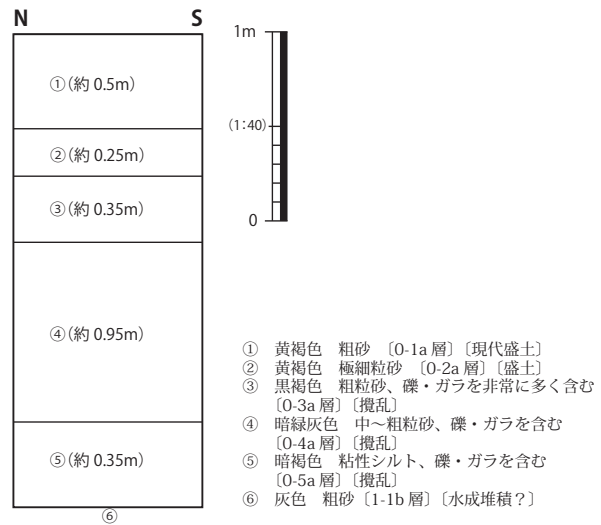 N S
1m
(1:40)
0
①(約 0.5m)
②(約 0.25m)
③(約 0.35m)
④(約 0.95m)
⑤(約 0.35m)
⑥
① 黄褐色 粗砂 〔0-1a 層〕〔現代盛土〕
② 黄褐色 極細粒砂 〔0-2a 層〕〔盛土〕
③ 黒褐色 粗粒砂、礫・ガラを非常に多く含む
〔0-3a 層〕〔攪乱〕
④ 暗緑灰色 中~粗粒砂、礫・ガラを含む
〔0-4a 層〕〔攪乱〕
⑤ 暗褐色 粘性シルト、礫・ガラを含む
〔0-5a 層〕〔攪乱〕
⑥ 灰色 粗砂〔1-1b 層〕〔水成堆積?〕